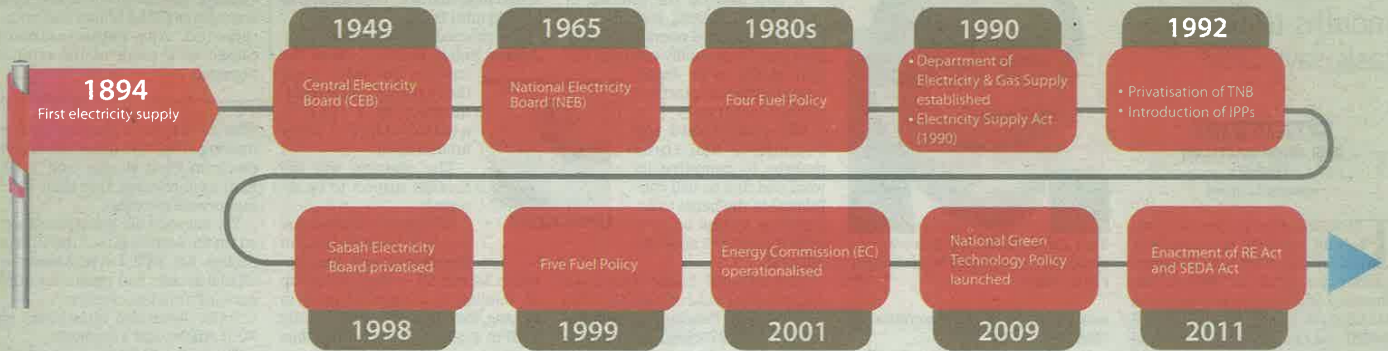 1894
First electricity supply
1949
Central Electricity
Board (CEB)
1965
National Electricity
Board (NEB)
1980s
Four Fuel Policy
1990
• Department of
Electricity & Gas Supply
established
• Electricity Supply Act
(1990)
1992
• Privatisation of TNB
• Introduction of IPPs
Sabah Electricity
Board privatised
1998
Five Fuel Policy
1999
Energy Commission (EC)
operationalised
2001
National Green
Technology Policy
launched
2009
Enactment of RE Act
and SEDA Act
2011